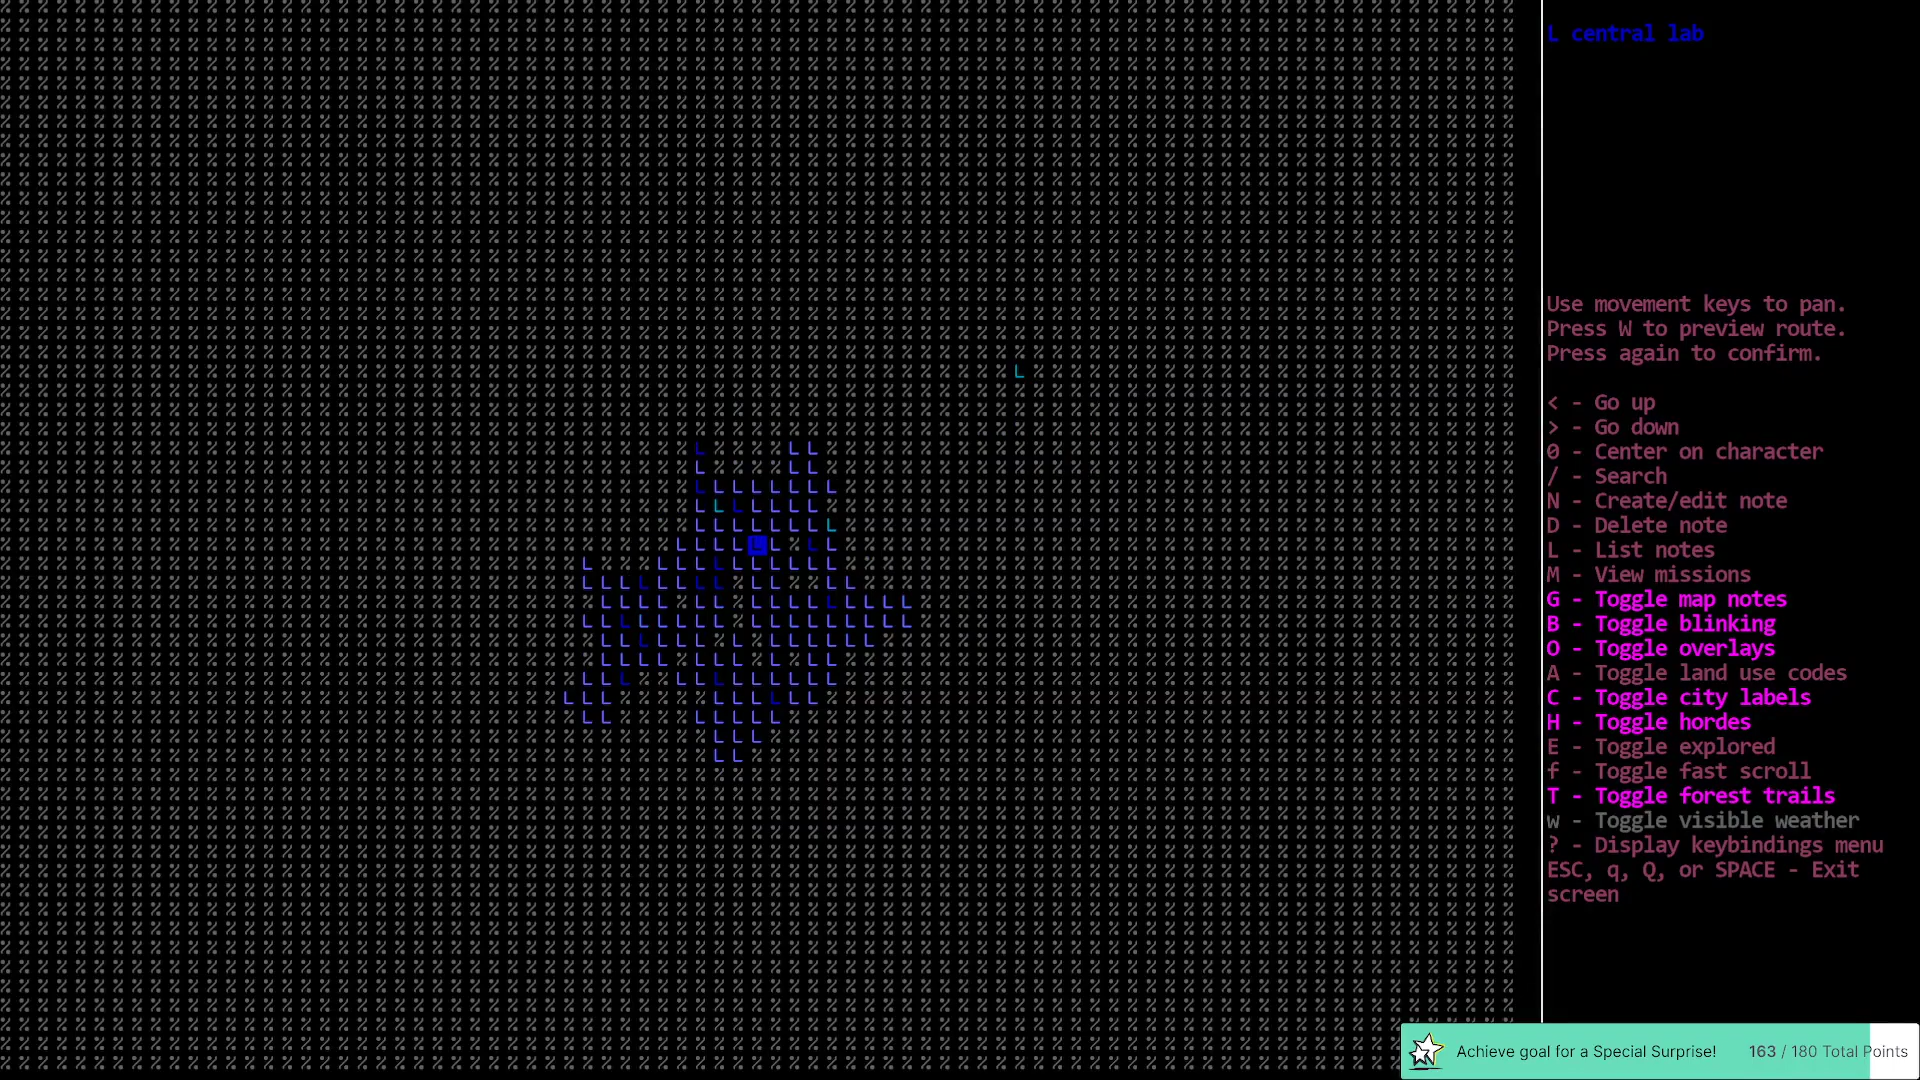 L central lab
Use movement keys to pan.
Press W to preview route.
Press again to confirm.
< - Go up
> - Go down
0 - Center on character
/ - Search
N - Create/edit note
D - Delete note
L - List notes
M - View missions
G - Toggle map notes
B - Toggle blinking
O - Toggle overlays
A - Toggle land use codes
C - Toggle city labels
H - Toggle hordes
E - Toggle explored
f - Toggle fast scroll
T - Toggle forest trails
w - Toggle visible weather
? - Display keybindings menu
ESC, q, Q, or SPACE - Exit
screen
Achieve goal for a Special Surprise! 163 / 180 Total Points